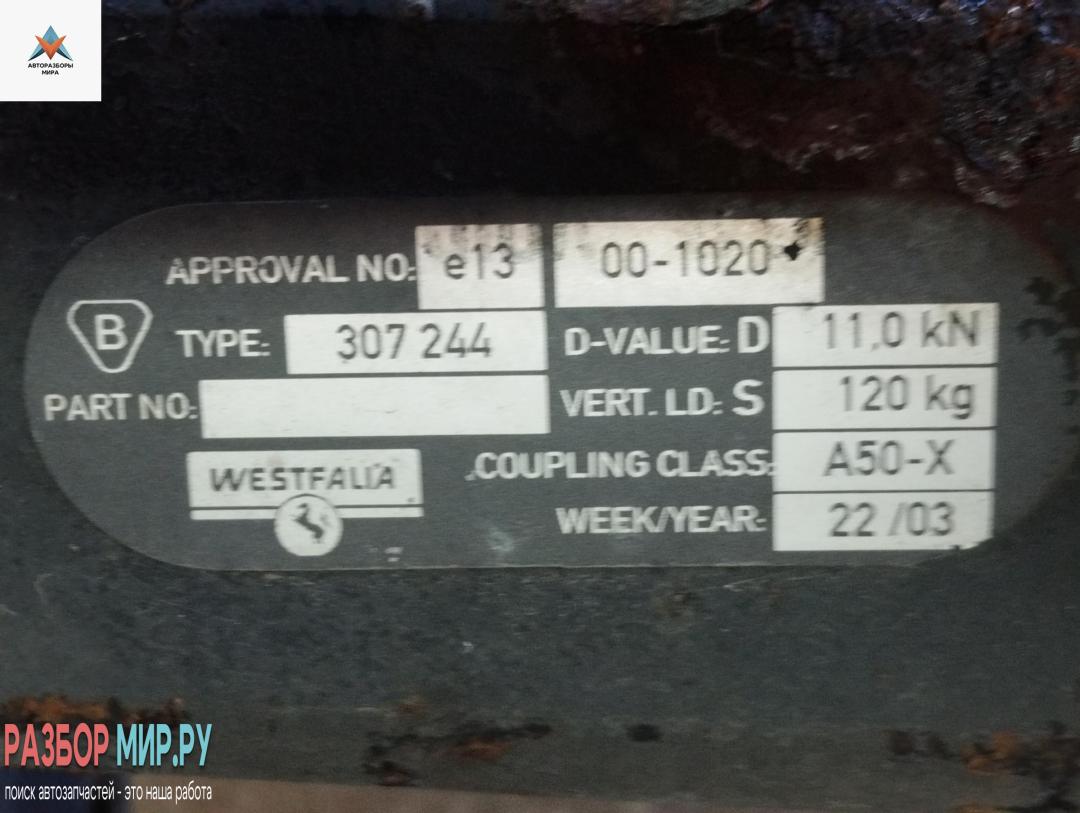 АВТОРАЗБОРЫ
МИРА
APPROVAL NO: e13 00-1020
B TYPE: 307 244 D-VALUE: D 11,0 kN
PART NO: VERT. LD: S 120 kg
WESTFALIA COUPLING CLASS: A50-X
WEEK/YEAR: 22 /03
РАЗБОР МИР.РУ
поиск автозапчастей - это наша работа